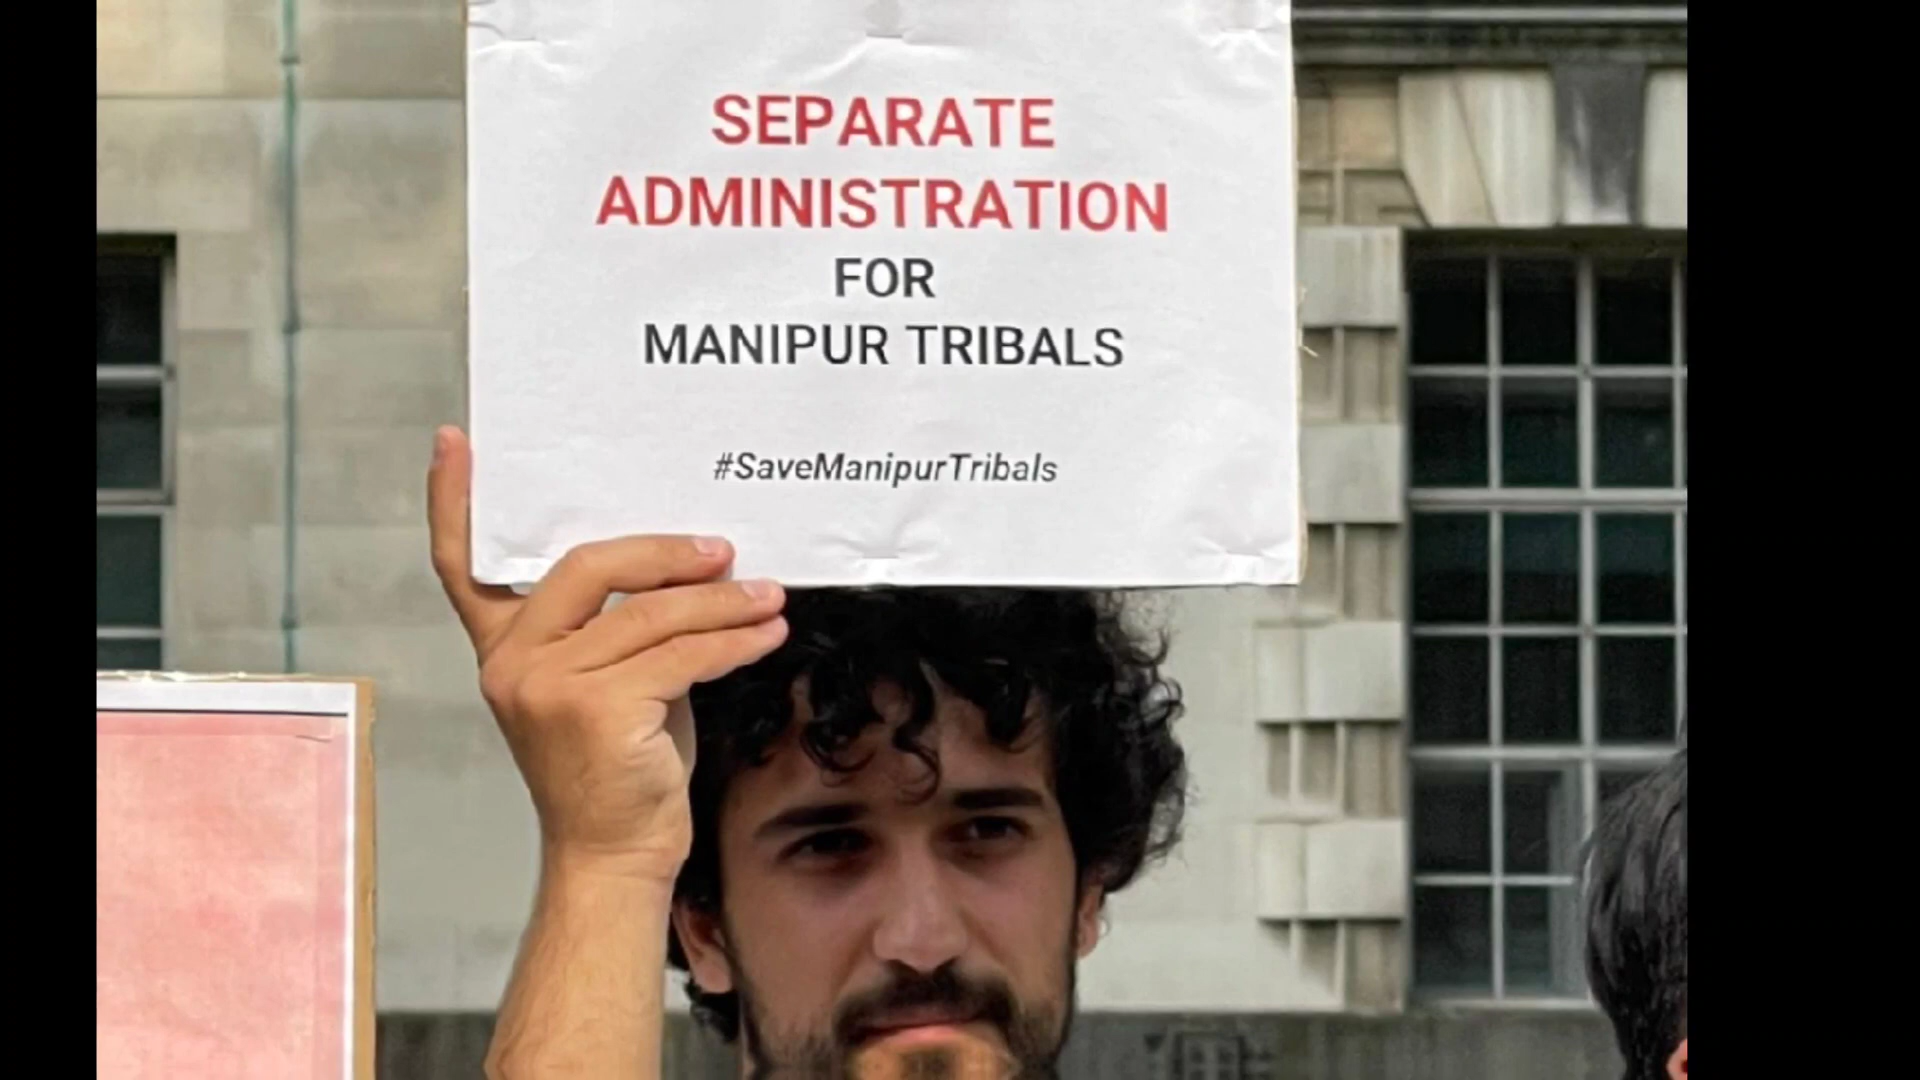 SEPARATE
ADMINISTRATION
FOR
MANIPUR TRIBALS
#SaveManipurTribals